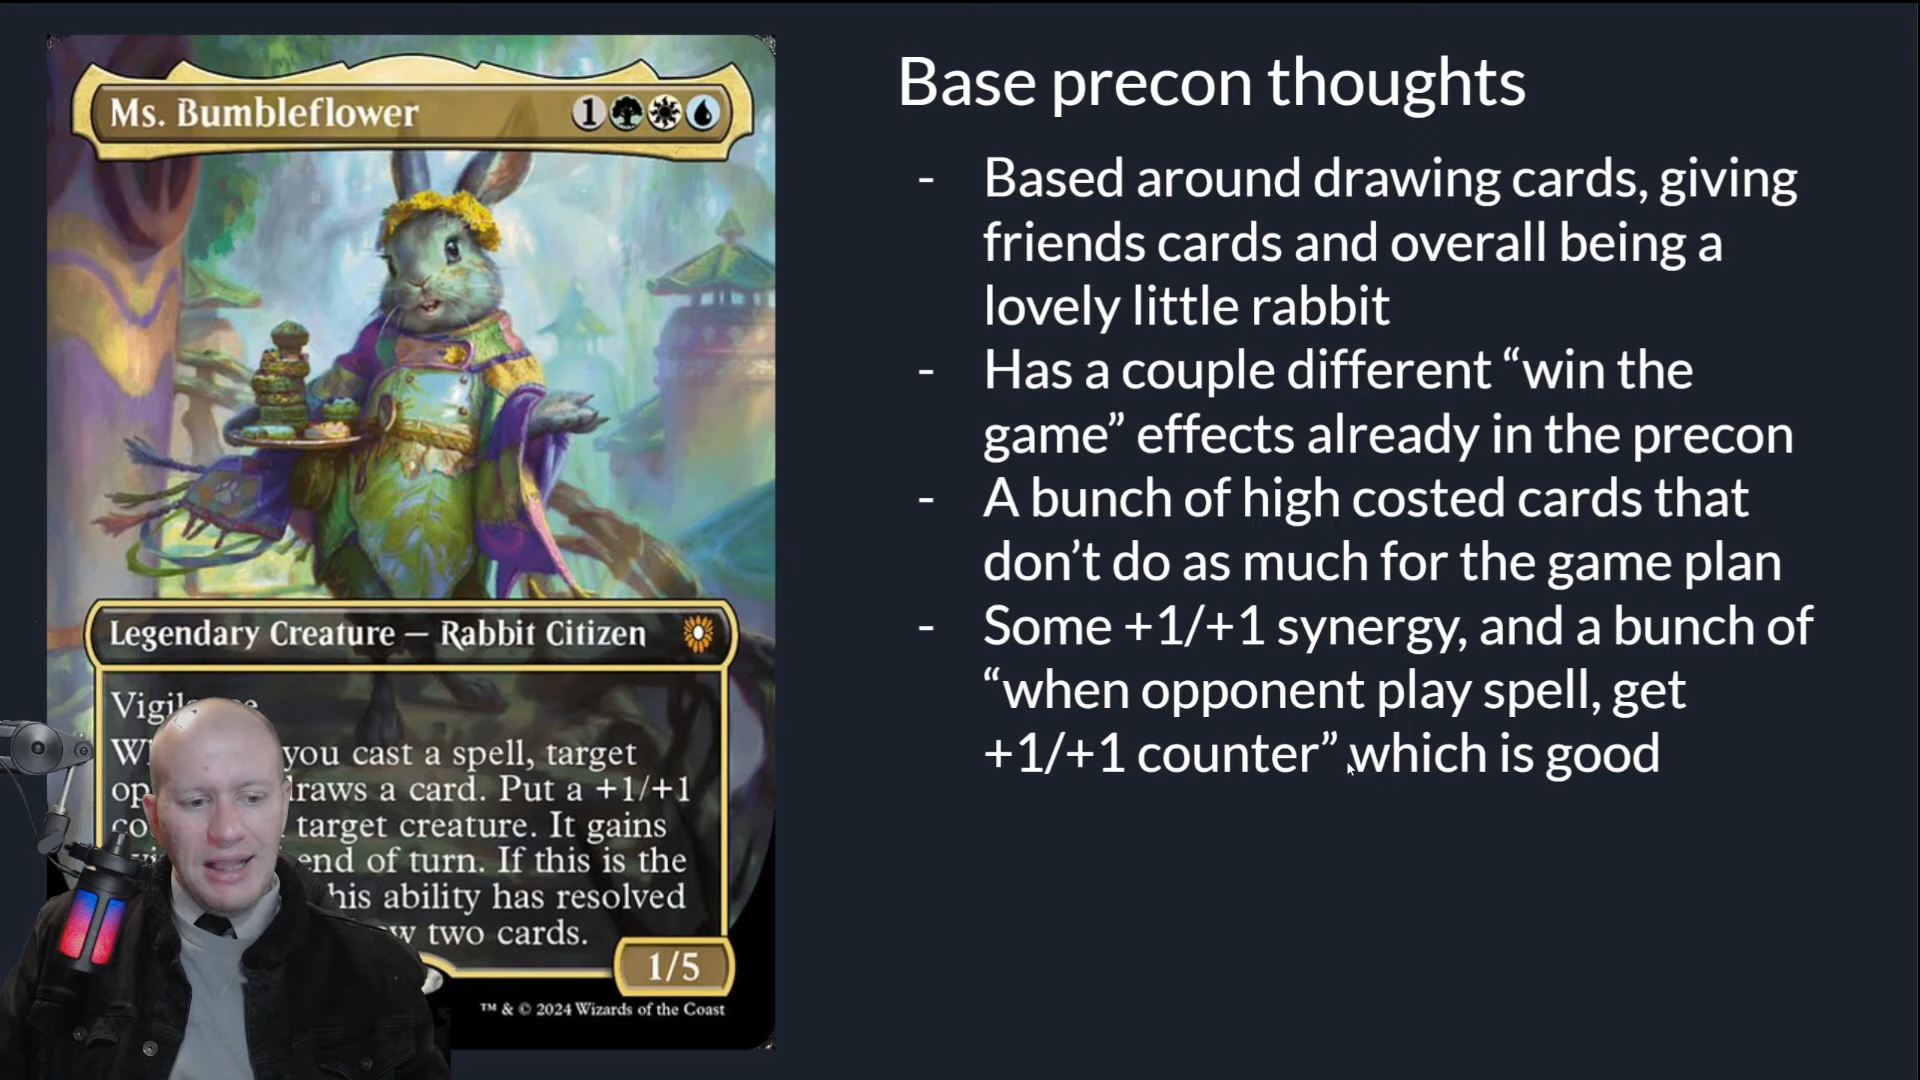 Ms. Bumbleflower 1
Legendary Creature — Rabbit Citizen
you cast a spell, target
draws a card. Put a +1/+1
target creature. It gains
end of turn. If this is the
ability has resolved
two cards.
1/5
™ & © 2024 Wizards of the Coast
Base precon thoughts
- Based around drawing cards, giving
friends cards and overall being a
lovely little rabbit
- Has a couple different “win the
game” effects already in the precon
- A bunch of high costed cards that
don’t do as much for the game plan
- Some +1/+1 synergy, and a bunch of
“when opponent play spell, get
+1/+1 counter” which is good